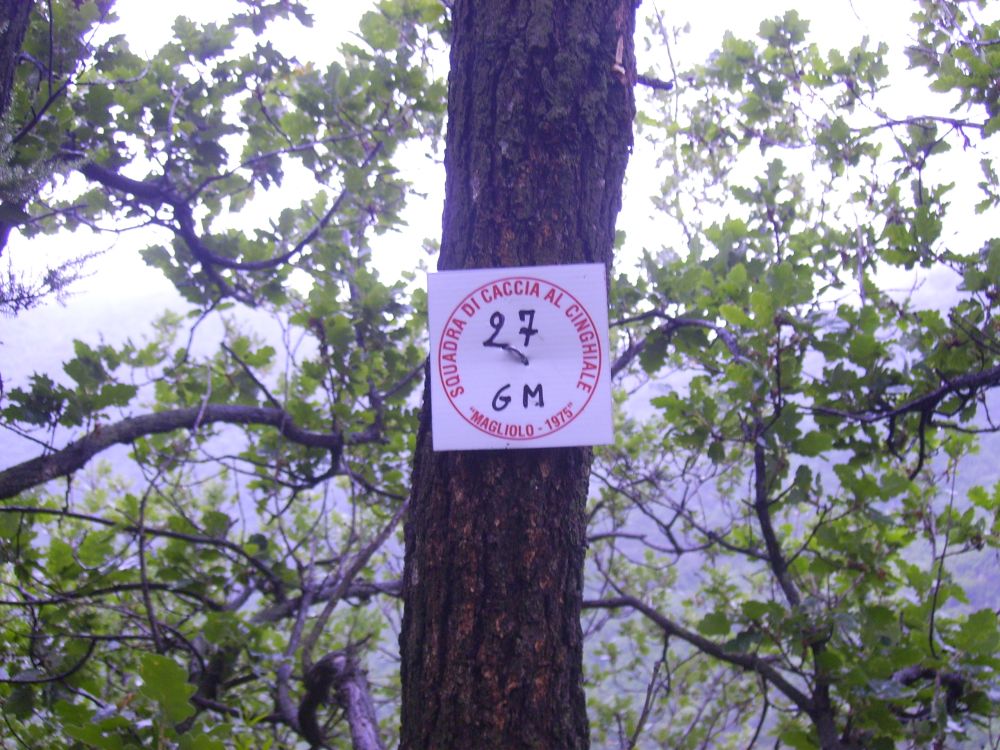 SQUADRA DI CACCIA AL CINGHIALE
27
GM
"MAGLIOLO - 1975"